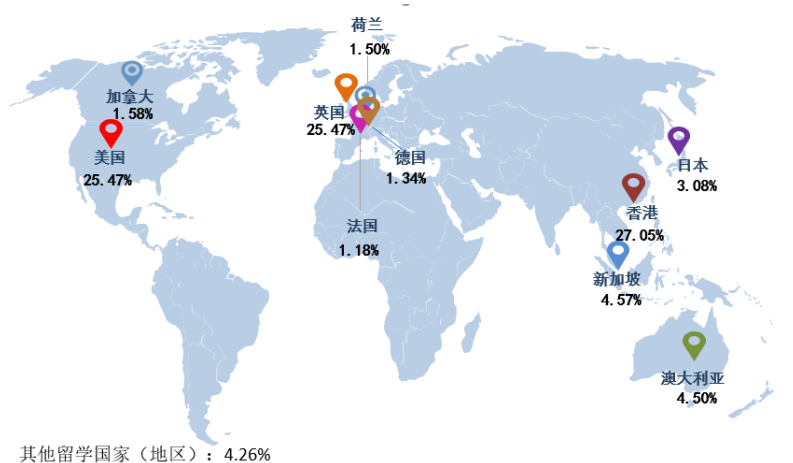 荷兰
1.50%
加拿大
1.58%
英国
25.47%
美国
25.47%
德国
1.34%
日本
3.08%
法国
1.18%
香港
27.05%
新加坡
4.57%
澳大利亚
4.50%
其他留学国家（地区）：4.26%